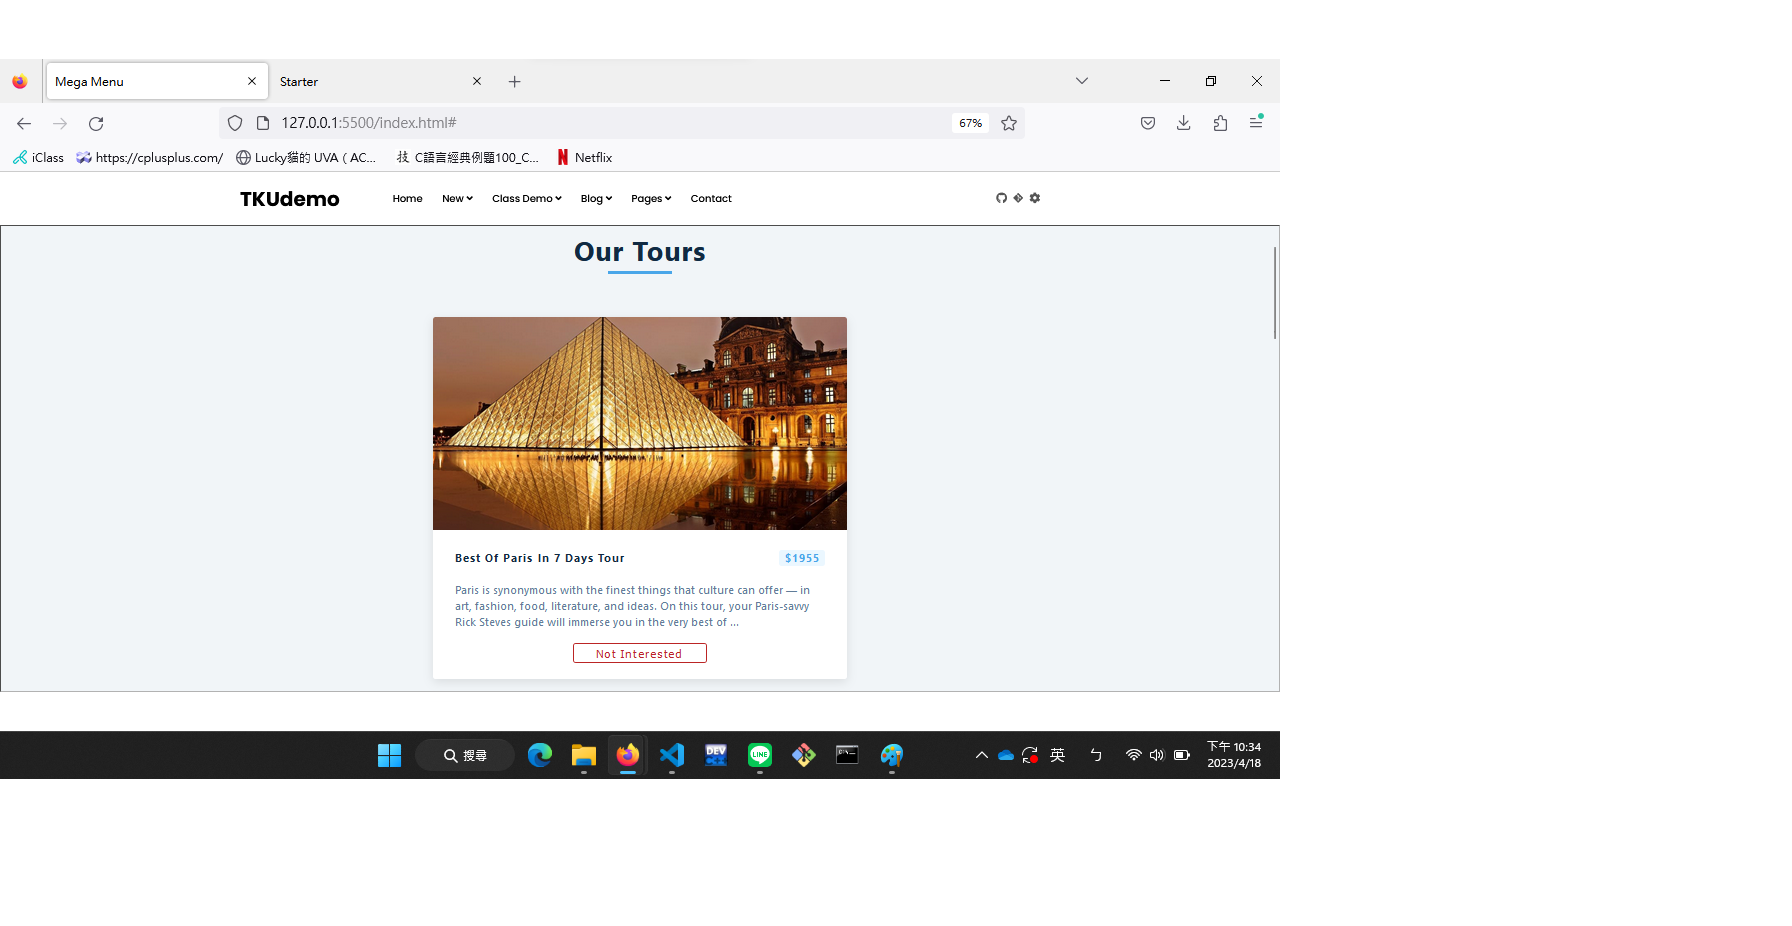 Mega Menu
Starter
127.0.0.1:5500/index.html#
67%
iClass
https://cplusplus.com/
Lucky貓的 UVA（AC...
技
C語言經典例題100_C...
Netflix
TKUdemo
Home
New
Class Demo
Blog
Pages
Contact
Our Tours
Best Of Paris In 7 Days Tour
$1955
Paris is synonymous with the finest things that culture can offer — in
art, fashion, food, literature, and ideas. On this tour, your Paris-savvy
Rick Steves guide will immerse you in the very best of ...
Not Interested
搜尋
DEV
LINE
英
ㄅ
下午 10:34
2023/4/18